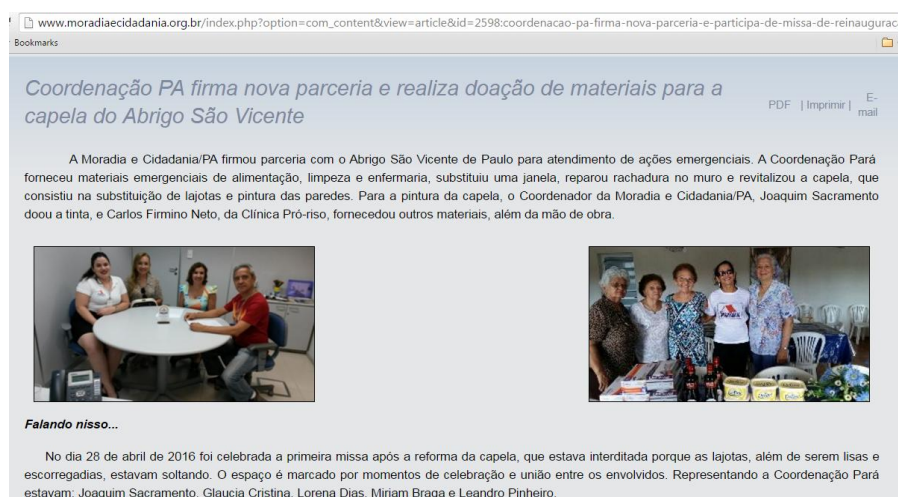 www.moradiaecidadania.org.br/index.php?option=com_content&view=article&id=2598:coordenacao-pa-firma-nova-parceria-e-participa-de-missa-de-reinaugurac
Bookmarks
Coordenação PA firma nova parceria e realiza doação de materiais para a
capela do Abrigo São Vicente
PDF | Imprimir | E-
mail
A Moradia e Cidadania/PA firmou parceria com o Abrigo São Vicente de Paulo para atendimento de ações emergenciais. A Coordenação Pará
forneceu materiais emergenciais de alimentação, limpeza e enfermaria, substituiu uma janela, reparou rachadura no muro e revitalizou a capela, que
consistiu na substituição de lajotas e pintura das paredes. Para a pintura da capela, o Coordenador da Moradia e Cidadania/PA, Joaquim Sacramento
doou a tinta, e Carlos Firmino Neto, da Clínica Pró-riso, fornecedou outros materiais, além da mão de obra.
Falando nisso...
No dia 28 de abril de 2016 foi celebrada a primeira missa após a reforma da capela, que estava interditada porque as lajotas, além de serem lisas e
escorregadias, estavam soltando. O espaço é marcado por momentos de celebração e união entre os envolvidos. Representando a Coordenação Pará
estavam: Joaquim Sacramento, Glaucia Cristina, Lorena Dias, Miriam Braga e Leandro Pinheiro.